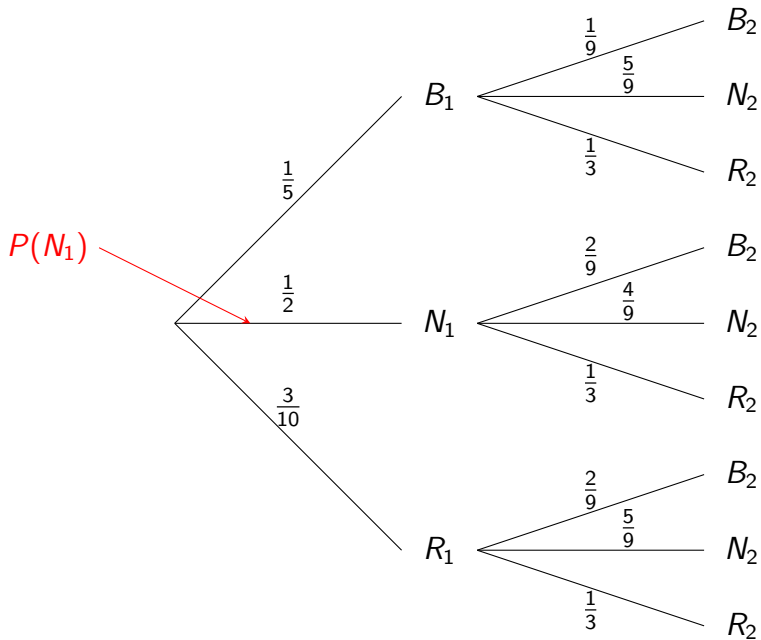 1/9
B₂
5/9
B₁
N₂
1/3
R₂
1/5
P(N₁)
2/9
B₂
1/2
4/9
N₁
N₂
1/3
R₂
3/10
2/9
B₂
5/9
R₁
N₂
1/3
R₂